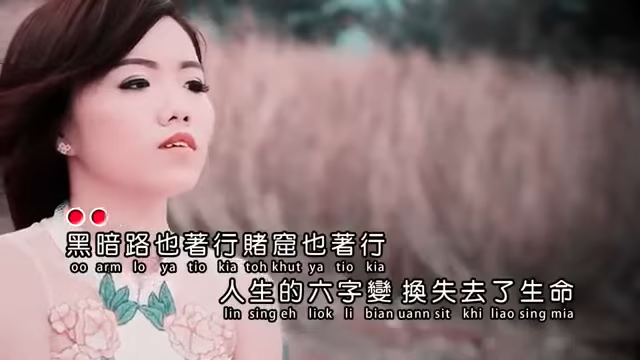 黑暗路也著行賭窟也著行
oo arm lo ya tio kia toh khut ya tio kia
人生的六字變 換失去了生命
lin sing eh liok li bian uann sit khi liao sing mia